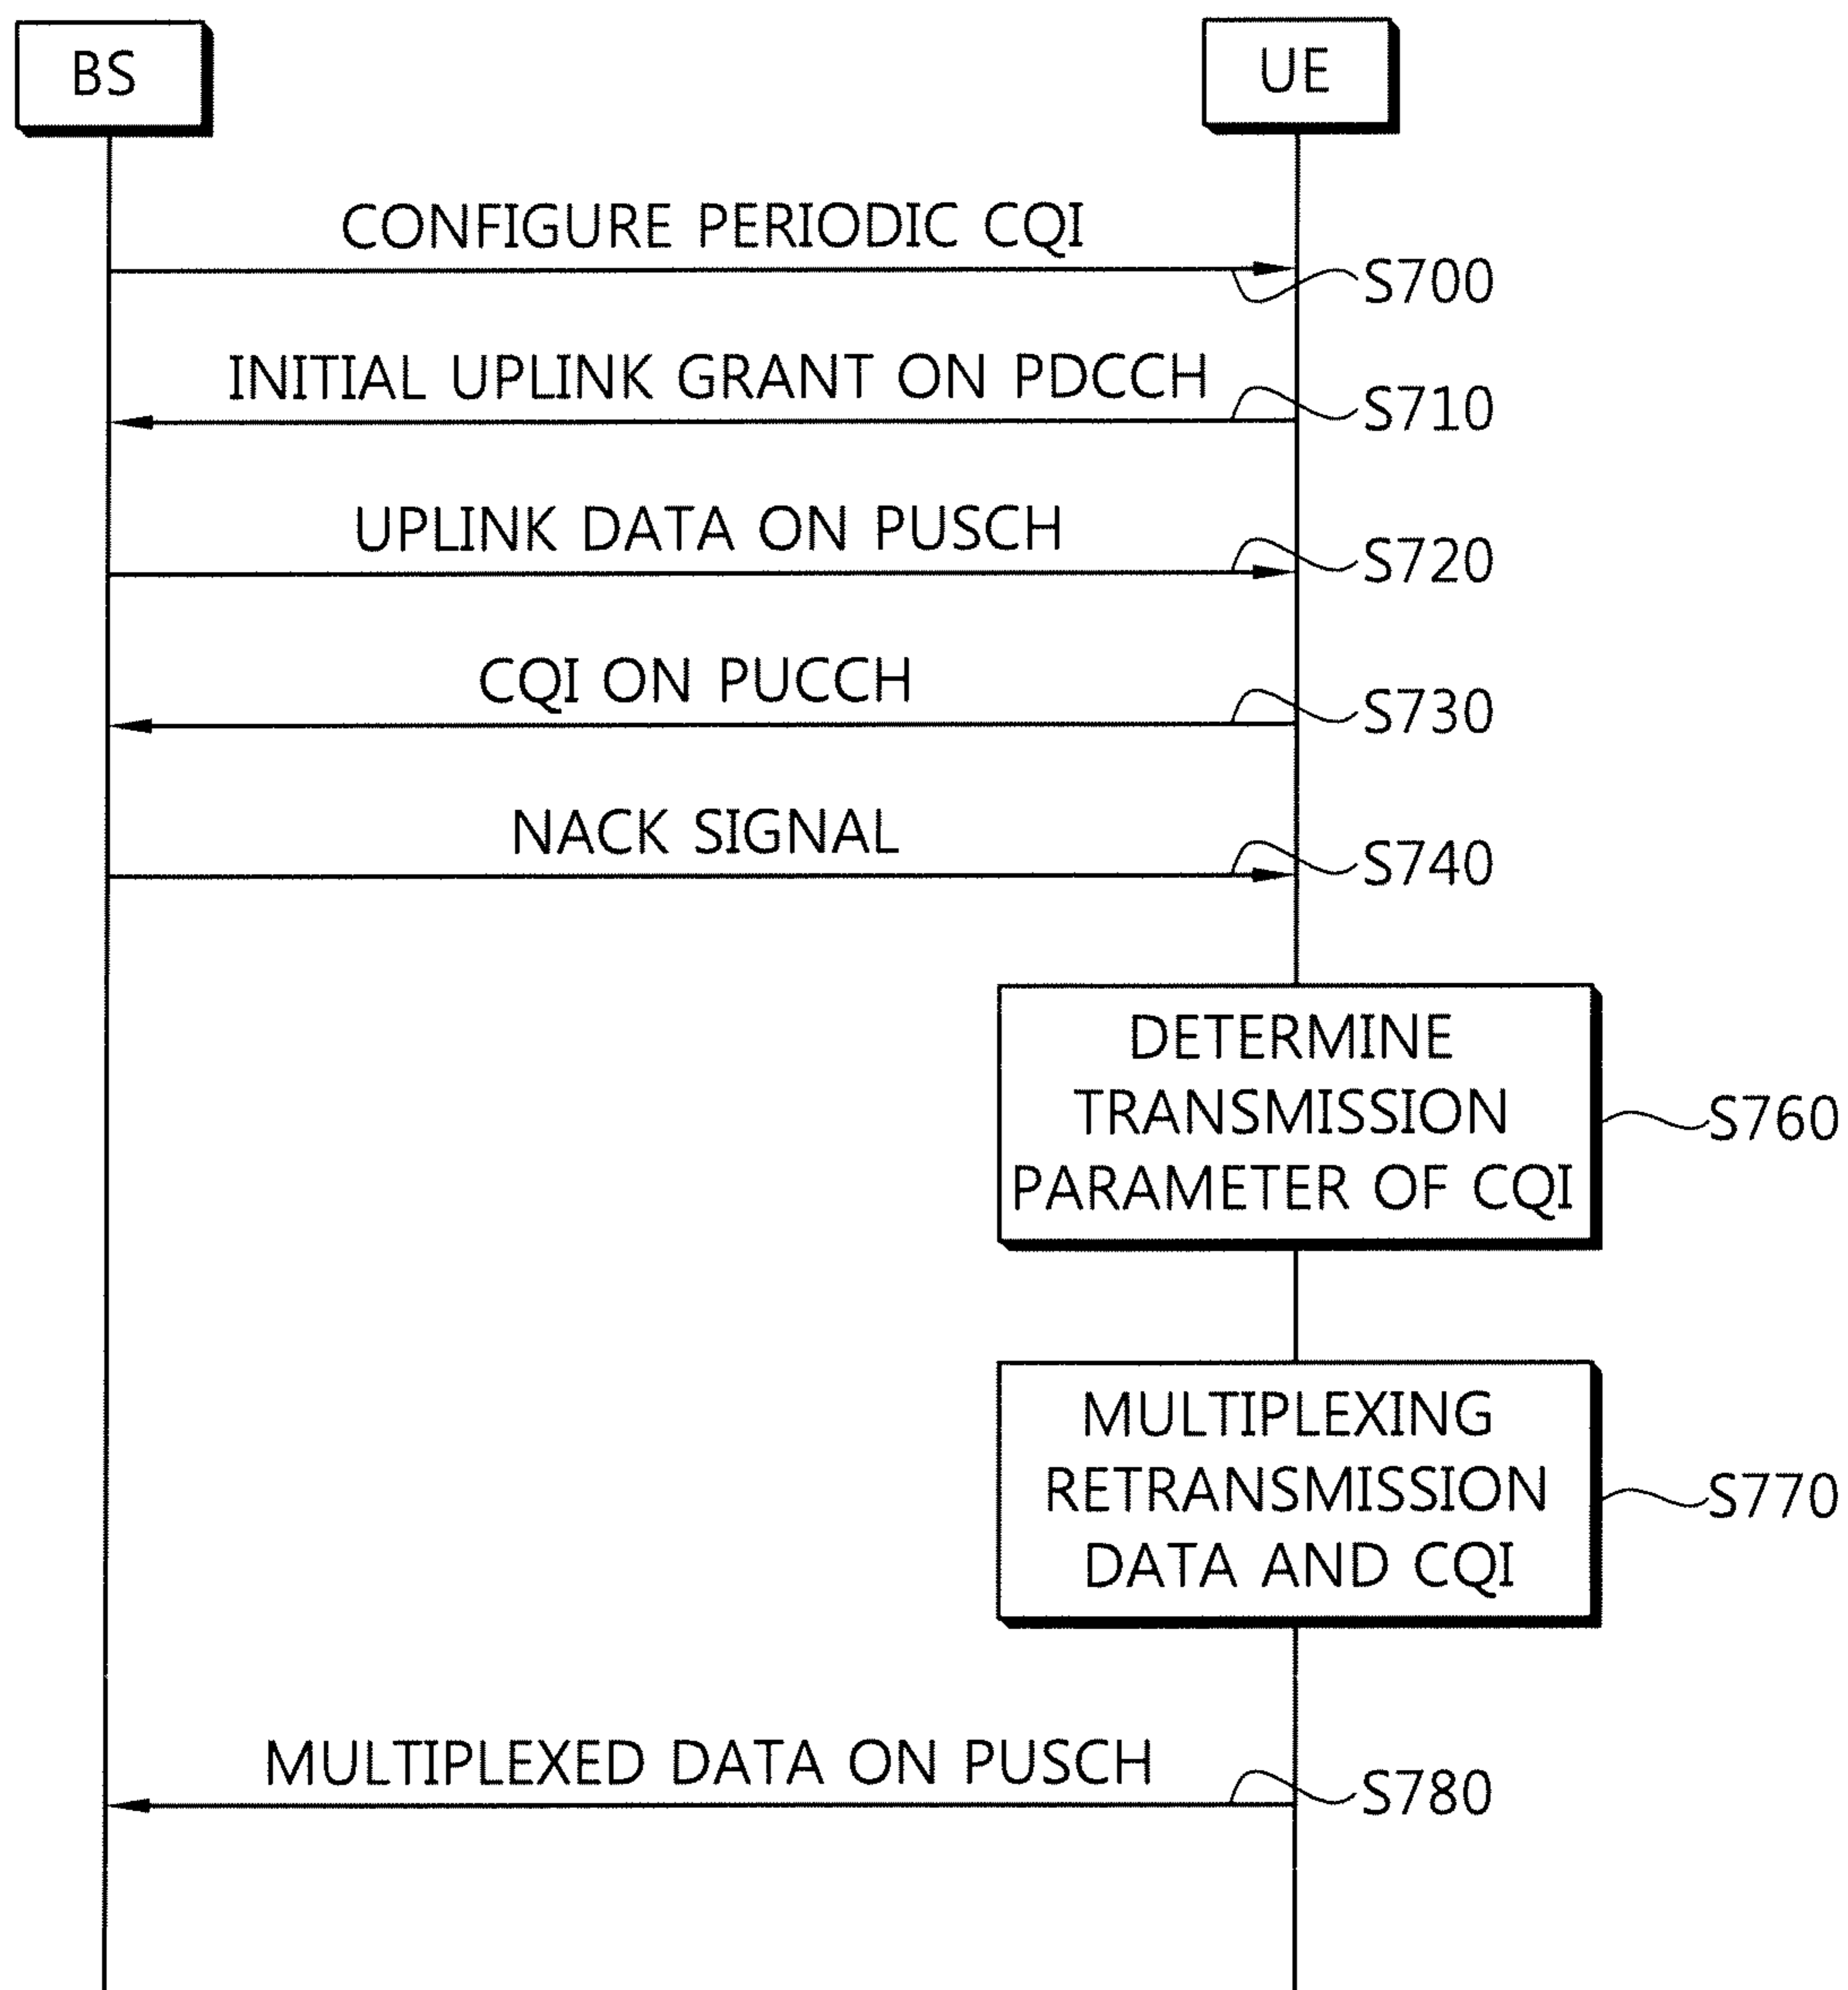 BS
UE
CONFIGURE PERIODIC CQI
S700
INITIAL UPLINK GRANT ON PDCCH
S710
UPLINK DATA ON PUSCH
S720
CQI ON PUCCH
S730
NACK SIGNAL
S740
DETERMINE
TRANSMISSION
PARAMETER OF CQI
S760
MULTIPLEXING
RETRANSMISSION
DATA AND CQI
S770
MULTIPLEXED DATA ON PUSCH
S780